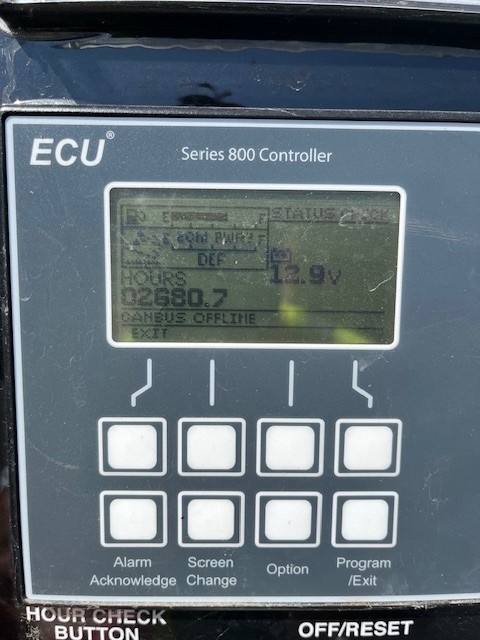 ECU®
Series 800 Controller
E F
STATUS
F
DEF
12.9V
HOURS
02680.7
CANBUS OFFLINE
EXIT
Alarm
Acknowledge
Screen
Change
Option
Program
/Exit
HOUR CHECK
BUTTON
OFF/RESET